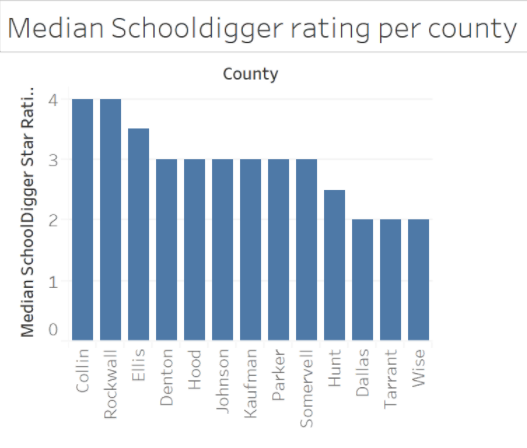 Median Schooldigger rating per county
County
Median SchoolDigger Star Rati..
4
3
2
1
0
Collin
Rockwall
Ellis
Denton
Hood
Johnson
Kaufman
Parker
Somervell
Hunt
Dallas
Tarrant
Wise